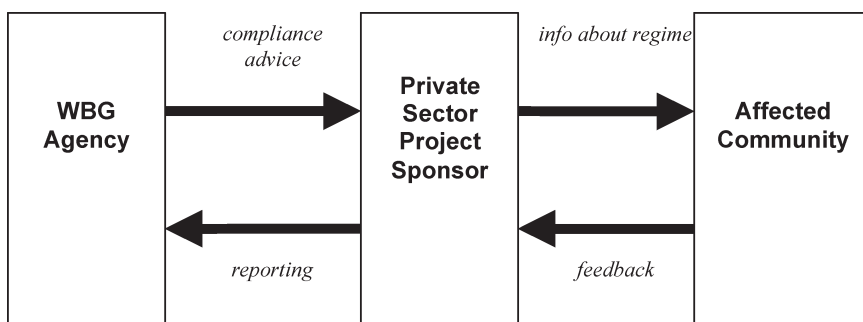 compliance
advice
info about regime
WBG
Agency
Private
Sector
Project
Sponsor
Affected
Community
reporting
feedback